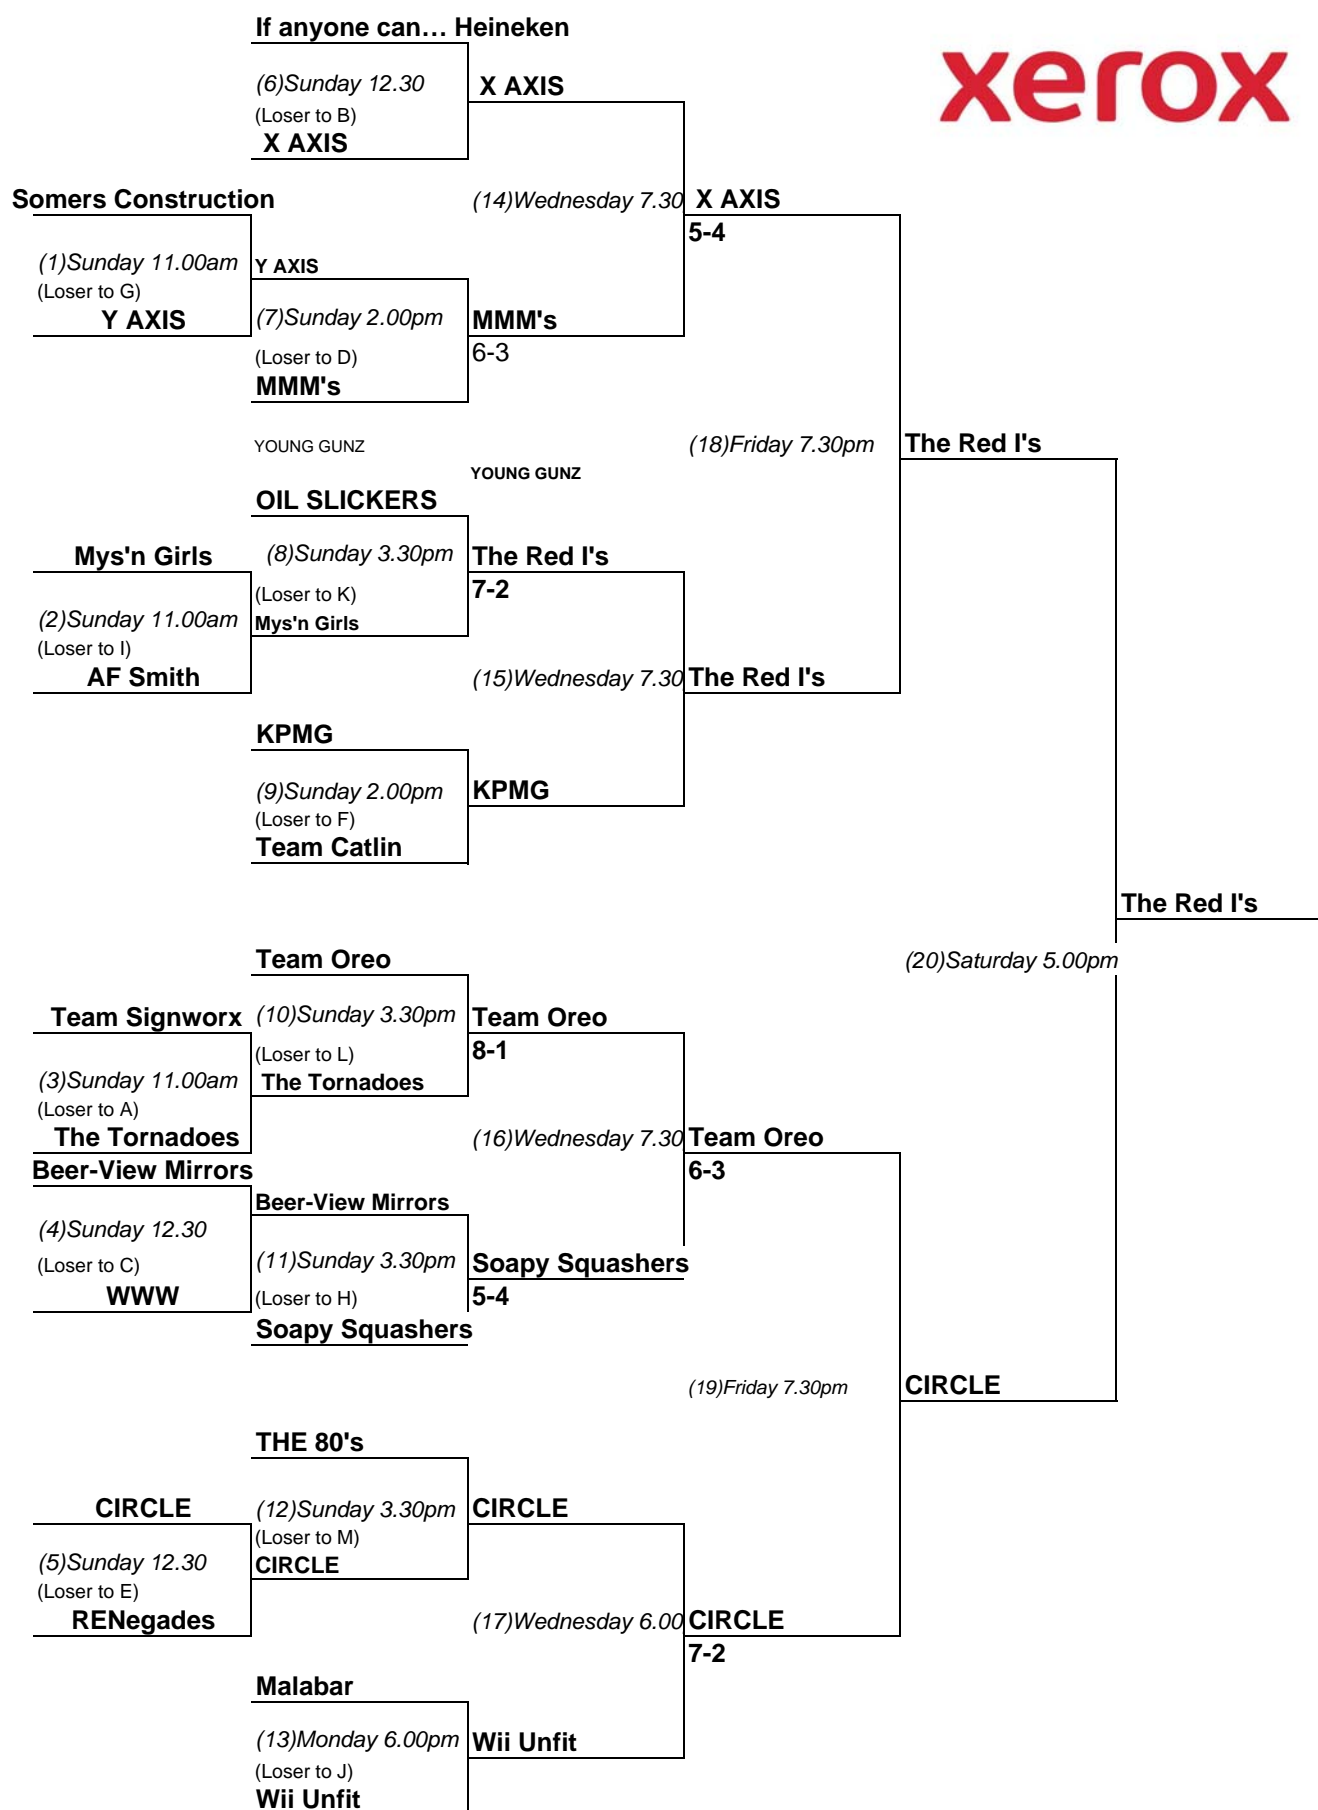 If anyone can… Heineken
xerox
(6)Sunday 12.30
X AXIS
(Loser to B)
X AXIS
Somers Construction
(14)Wednesday 7.30
X AXIS
5-4
(1)Sunday 11.00am
Y AXIS
(Loser to G)
Y AXIS
(7)Sunday 2.00pm
MMM's
(Loser to D)
6-3
MMM's
YOUNG GUNZ
(18)Friday 7.30pm
The Red I's
YOUNG GUNZ
OIL SLICKERS
Mys'n Girls
(8)Sunday 3.30pm
The Red I's
(Loser to K)
7-2
(2)Sunday 11.00am
Mys'n Girls
(Loser to I)
AF Smith
(15)Wednesday 7.30
The Red I's
KPMG
(9)Sunday 2.00pm
KPMG
(Loser to F)
Team Catlin
The Red I's
Team Oreo
(20)Saturday 5.00pm
Team Signworx
(10)Sunday 3.30pm
Team Oreo
(Loser to L)
8-1
(3)Sunday 11.00am
The Tornadoes
(Loser to A)
The Tornadoes
(16)Wednesday 7.30
Team Oreo
Beer-View Mirrors
6-3
Beer-View Mirrors
(4)Sunday 12.30
(Loser to C)
(11)Sunday 3.30pm
Soapy Squashers
WWW
(Loser to H)
5-4
Soapy Squashers
(19)Friday 7.30pm
CIRCLE
THE 80's
CIRCLE
(12)Sunday 3.30pm
CIRCLE
(Loser to M)
(5)Sunday 12.30
CIRCLE
(Loser to E)
RENegades
(17)Wednesday 6.00
CIRCLE
7-2
Malabar
(13)Monday 6.00pm
Wii Unfit
(Loser to J)
Wii Unfit